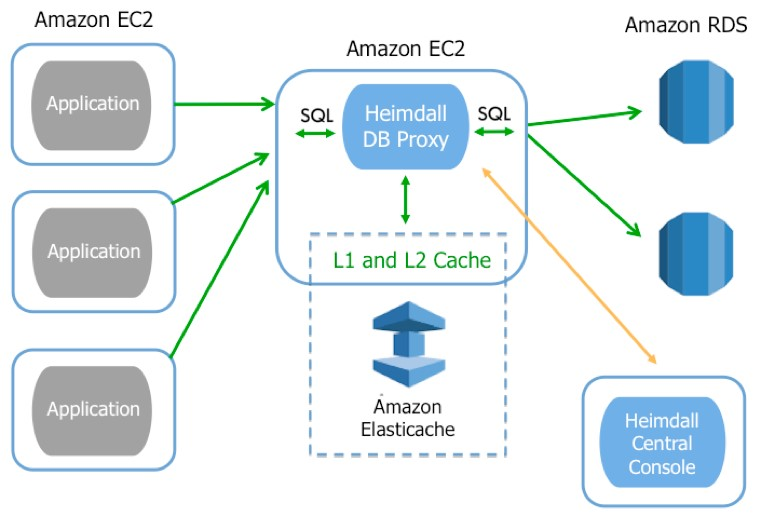 Amazon EC2
Application
Application
Application
Amazon EC2
SQL
Heimdall
DB Proxy
SQL
L1 and L2 Cache
Amazon
Elasticache
Amazon RDS
Heimdall
Central
Console